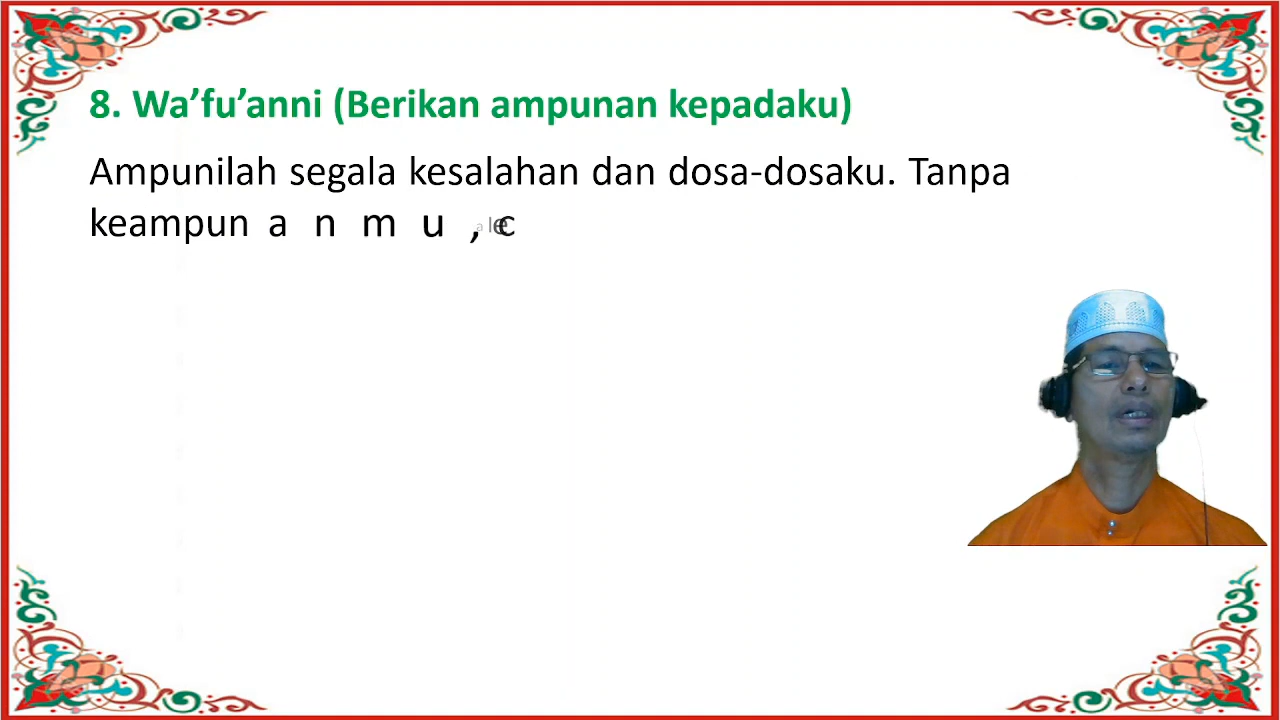 8. Wa’fu’anni (Berikan ampunan kepadaku)
Ampunilah segala kesalahan dan dosa-dosaku. Tanpa
keampun a n m u ,